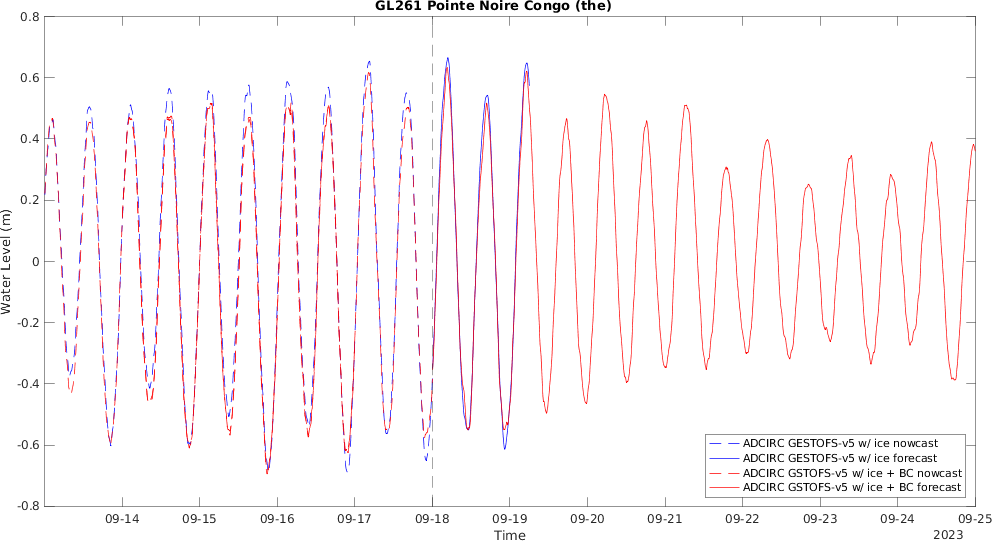 GL261 Pointe Noire Congo (the)
0.8
0.6
0.4
0.2
0
-0.2
-0.4
-0.6
-0.8
Water Level (m)
ADCIRC GESTOFS-v5 w/ ice nowcast
ADCIRC GESTOFS-v5 w/ ice forecast
ADCIRC GSTOFS-v5 w/ ice + BC nowcast
ADCIRC GSTOFS-v5 w/ ice + BC forecast
09-14 09-15 09-16 09-17 09-18 09-19 09-20 09-21 09-22 09-23 09-24 09-25
Time
2023